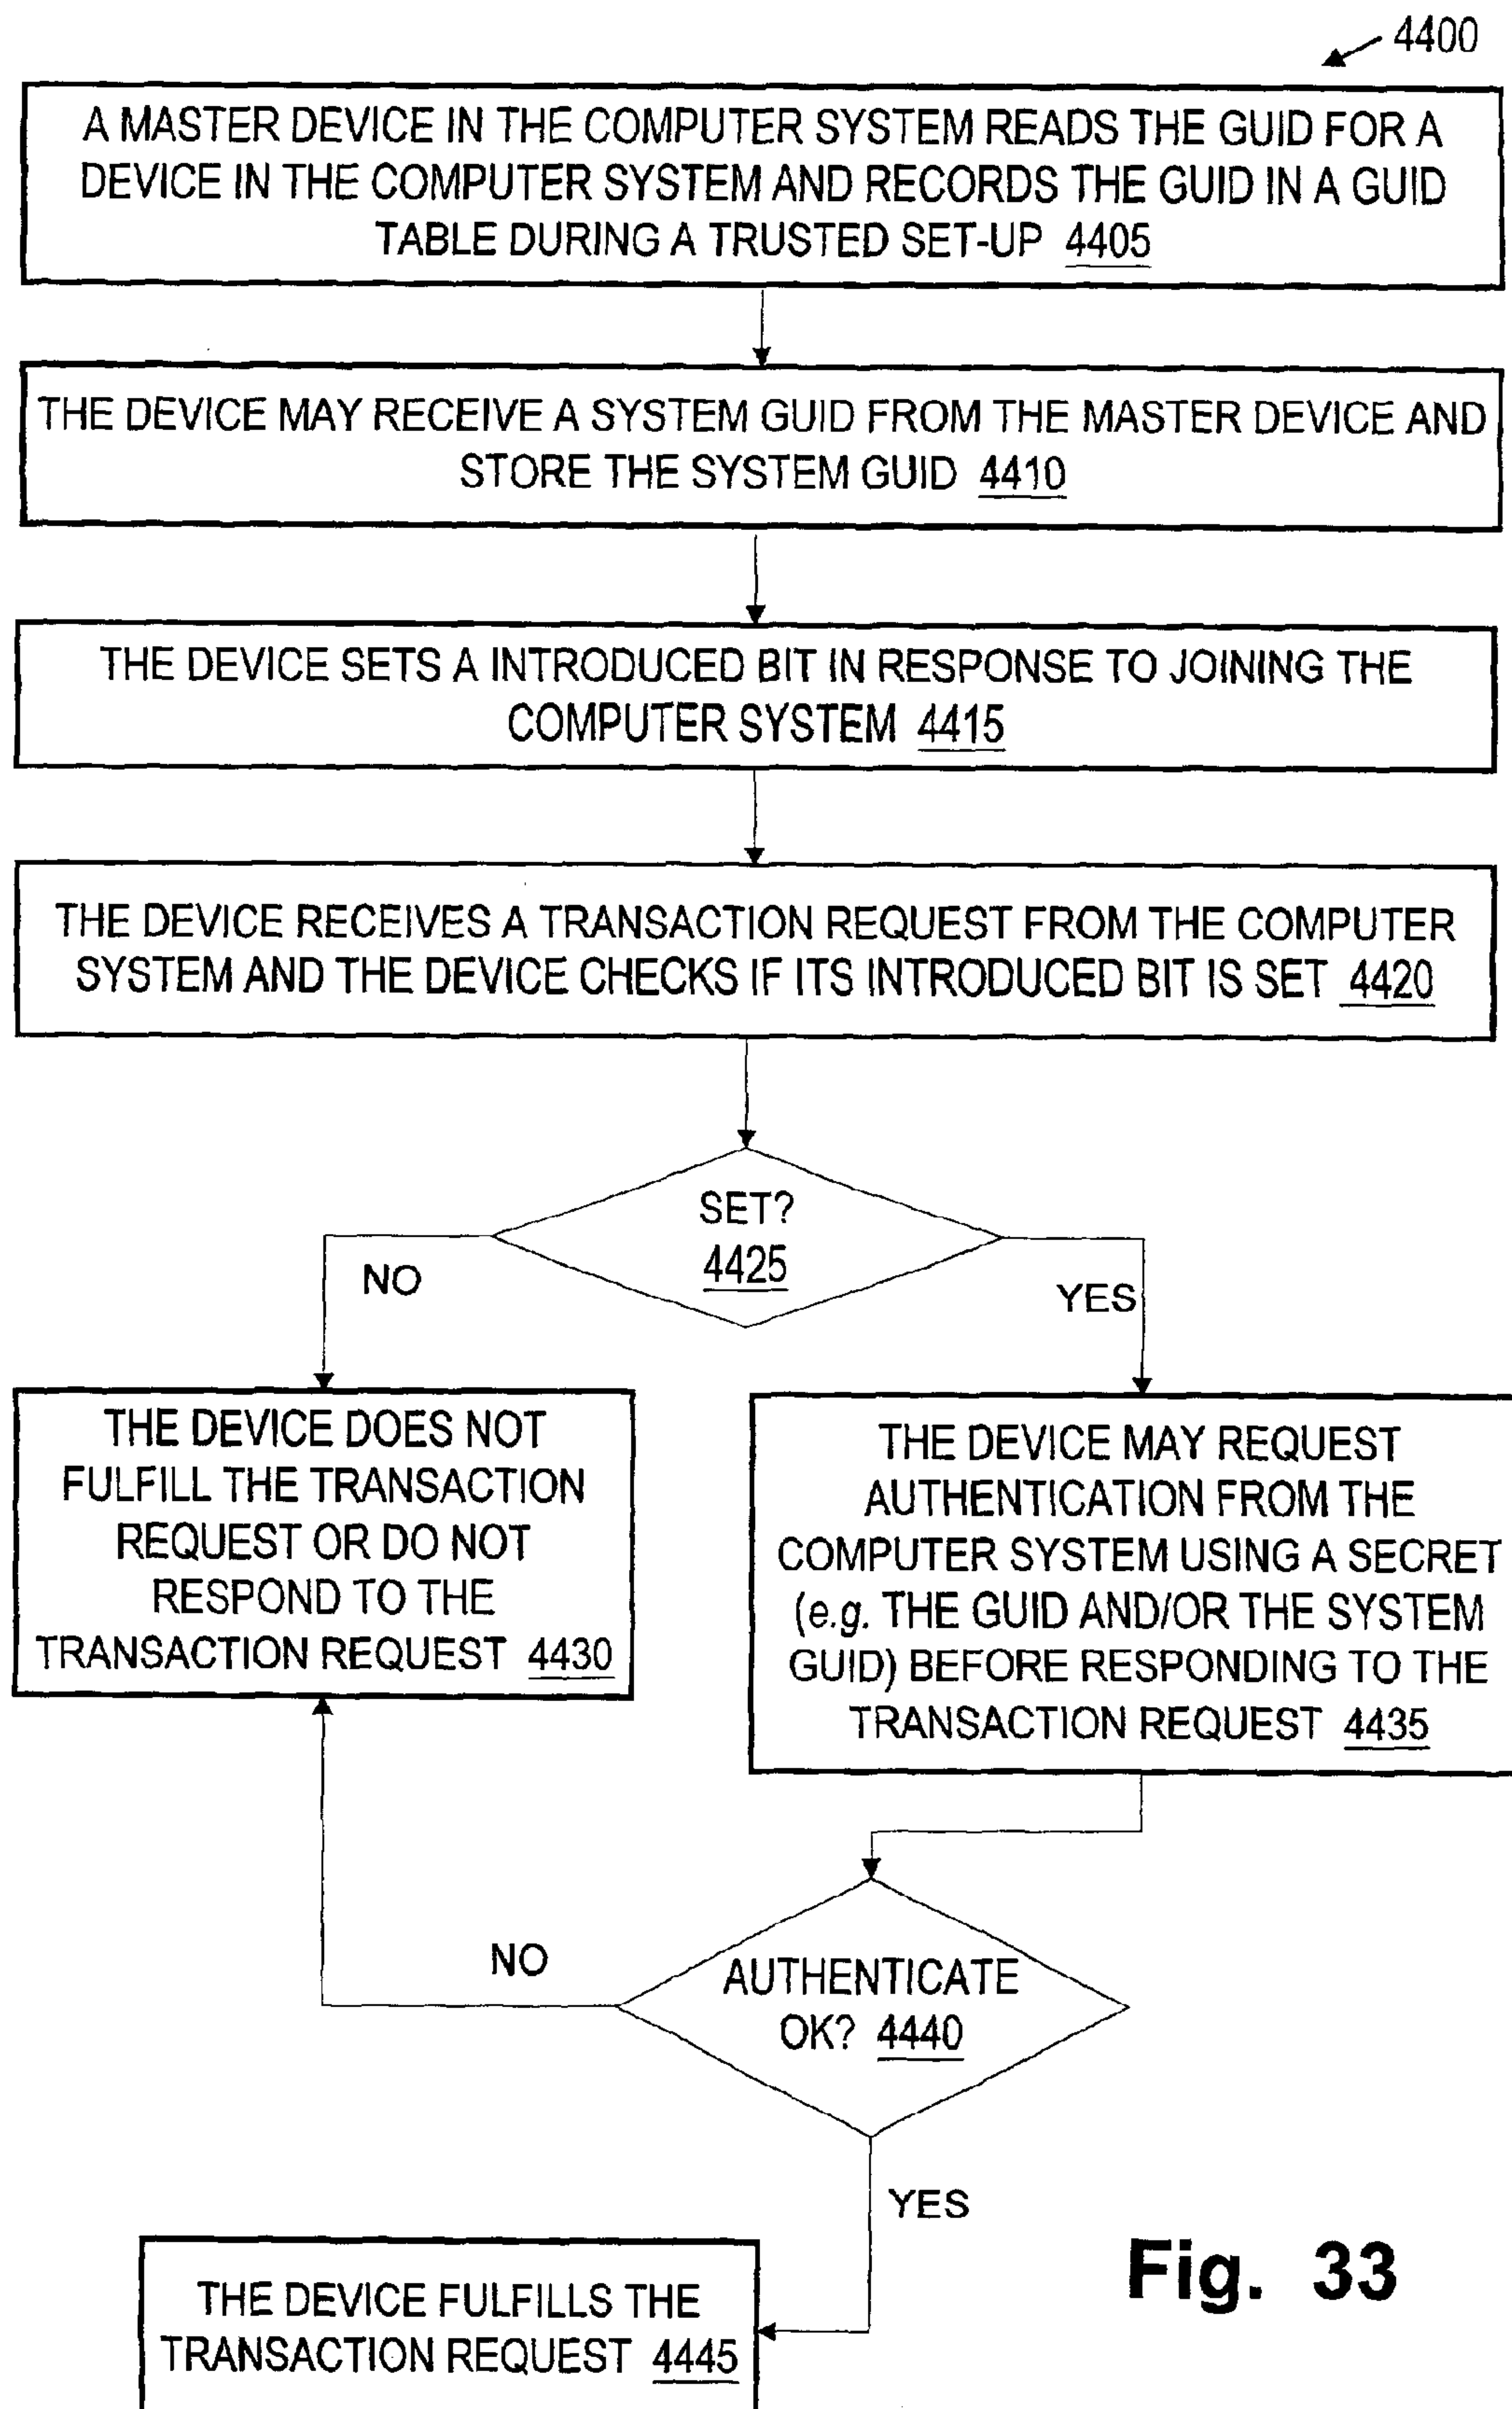 4400
A MASTER DEVICE IN THE COMPUTER SYSTEM READS THE GUID FOR A
DEVICE IN THE COMPUTER SYSTEM AND RECORDS THE GUID IN A GUID
TABLE DURING A TRUSTED SET-UP 4405
THE DEVICE MAY RECEIVE A SYSTEM GUID FROM THE MASTER DEVICE AND
STORE THE SYSTEM GUID 4410
THE DEVICE SETS A INTRODUCED BIT IN RESPONSE TO JOINING THE
COMPUTER SYSTEM 4415
THE DEVICE RECEIVES A TRANSACTION REQUEST FROM THE COMPUTER
SYSTEM AND THE DEVICE CHECKS IF ITS INTRODUCED BIT IS SET 4420
SET?
4425
NO
YES
THE DEVICE DOES NOT
FULFILL THE TRANSACTION
REQUEST OR DO NOT
RESPOND TO THE
TRANSACTION REQUEST 4430
THE DEVICE MAY REQUEST
AUTHENTICATION FROM THE
COMPUTER SYSTEM USING A SECRET
(e.g. THE GUID AND/OR THE SYSTEM
GUID) BEFORE RESPONDING TO THE
TRANSACTION REQUEST 4435
NO
AUTHENTICATE
OK? 4440
YES
THE DEVICE FULFILLS THE
TRANSACTION REQUEST 4445
Fig. 33